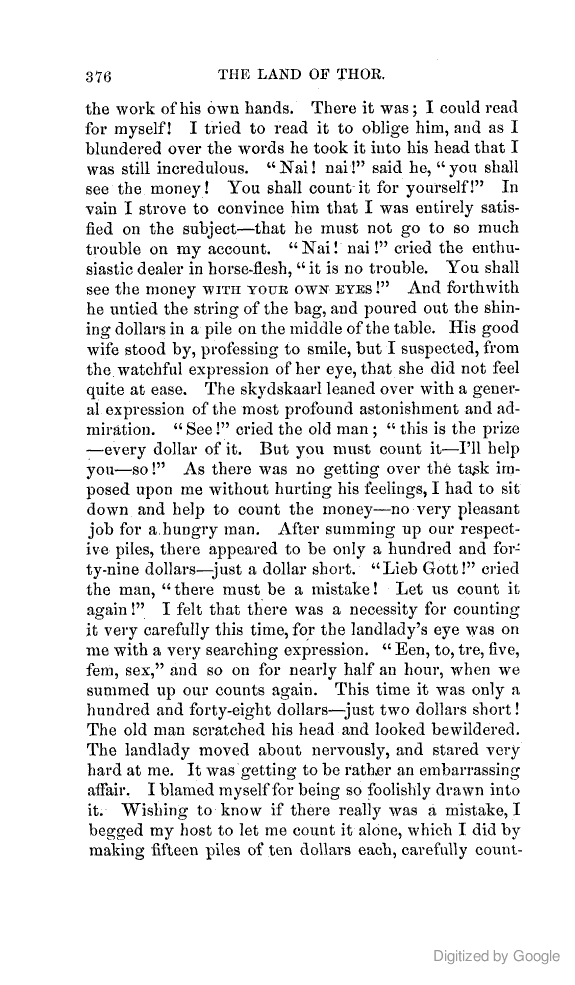 376 THE LAND OF THOR.
the work of his own hands. There it was; I could read
for myself! I tried to read it to oblige him, and as I
blundered over the words he took it into his head that I
was still incredulous. “Nai! nai!” said he, “you shall
see the money! You shall count it for yourself!” In
vain I strove to convince him that I was entirely satis-
fied on the subject—that he must not go to so much
trouble on my account. “Nai! nai!” cried the enthu-
siastic dealer in horse-flesh, “it is no trouble. You shall
see the money WITH YOUR OWN EYES!” And forthwith
he untied the string of the bag, and poured out the shin-
ing dollars in a pile on the middle of the table. His good
wife stood by, professing to smile, but I suspected, from
the watchful expression of her eye, that she did not feel
quite at ease. The skydskaarl leaned over with a gener-
al expression of the most profound astonishment and ad-
miration. “See!” cried the old man; “this is the prize
—every dollar of it. But you must count it—I’ll help
you—so!” As there was no getting over the task im-
posed upon me without hurting his feelings, I had to sit
down and help to count the money—no very pleasant
job for a hungry man. After summing up our respect-
ive piles, there appeared to be only a hundred and for-
ty-nine dollars—just a dollar short. “Lieb Gott!” cried
the man, “there must be a mistake! Let us count it
again!” I felt that there was a necessity for counting
it very carefully this time, for the landlady’s eye was on
me with a very searching expression. “Een, to, tre, five,
fem, sex,” and so on for nearly half an hour, when we
summed up our counts again. This time it was only a
hundred and forty-eight dollars—just two dollars short!
The old man scratched his head and looked bewildered.
The landlady moved about nervously, and stared very
hard at me. It was getting to be rather an embarrassing
affair. I blamed myself for being so foolishly drawn into
it. Wishing to know if there really was a mistake, I
begged my host to let me count it alone, which I did by
making fifteen piles of ten dollars each, carefully count-
Digitized by Google